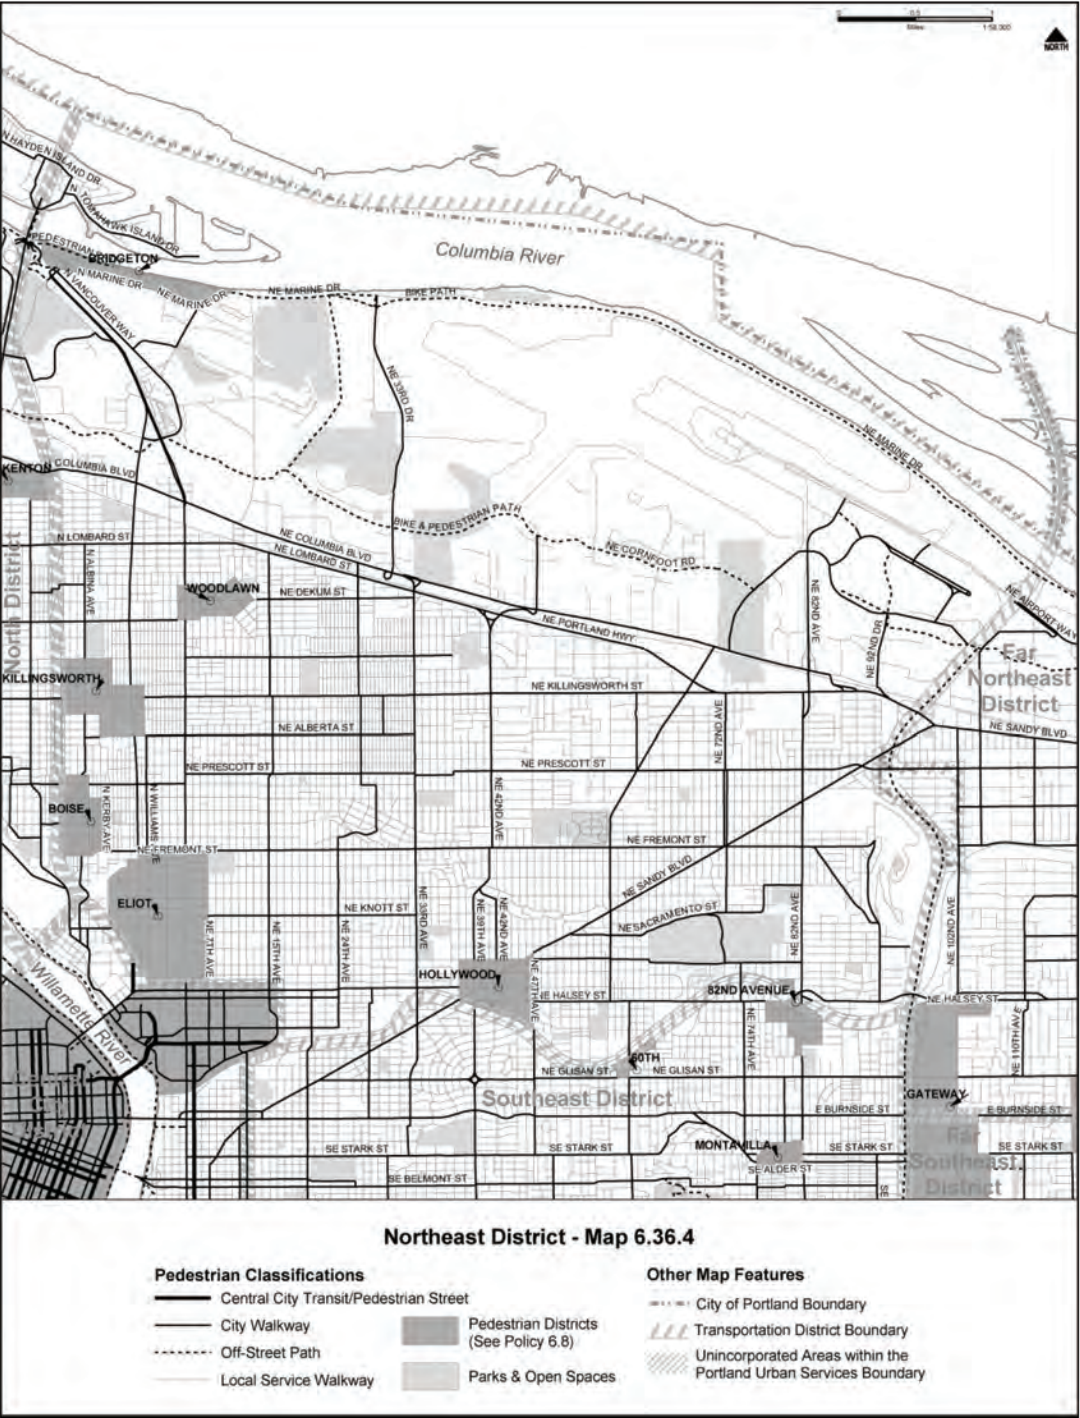 0 0.5 1
Miles
NORTH
N HAYDEN ISLAND DR
N TOMAHAWK ISLAND DR
PEDESTRIAN
BRIDGETON
N MARINE DR
NE MARINE DR
NE MARINE DR
BIKE PATH
N VANCOUVER WAY
Columbia River
NE 33RD DR
NE MARINE DR
KENTON
COLUMBIA BLVD
BIKE & PEDESTRIAN PATH
N LOMBARD ST
NE COLUMBIA BLVD
NE LOMBARD ST
NE CORNFOOT RD
N ALBINA AVE
North District
WOODLAWN
NE DEKUM ST
NE 82ND AVE
NE AIRPORT WAY
NE PORTLAND HWY
NE 92ND DR
Far
Northeast
District
KILLINGSWORTH
NE KILLINGSWORTH ST
NE ALBERTA ST
NE 72ND AVE
NE SANDY BLVD
NE PRESCOTT ST
NE PRESCOTT ST
BOISE
N KERBY AVE
N WILLIAMS AVE
NE 42ND AVE
NE FREMONT ST
NE FREMONT ST
NE SANDY BLVD
ELIOT
NE KNOTT ST
NE SACRAMENTO ST
NE 7TH AVE
NE 15TH AVE
NE 24TH AVE
NE 33RD AVE
NE 39TH AVE
NE 42ND AVE
NE 82ND AVE
NE 102ND AVE
Willamette River
HOLLYWOOD
NE 47TH AVE
NE HALSEY ST
82ND AVENUE
NE HALSEY ST
NE 74TH AVE
NE 110TH AVE
60TH
NE GLISAN ST
NE GLISAN ST
Southeast District
GATEWAY
E BURNSIDE ST
E BURNSIDE ST
SE STARK ST
SE STARK ST
MONTAVILLA
SE STARK ST
SE STARK ST
Far
Southeast
District
SE ALDER ST
SE BELMONT ST
SE
Northeast District - Map 6.36.4
Pedestrian Classifications
Central City Transit/Pedestrian Street
City Walkway
Off-Street Path
Local Service Walkway
Pedestrian Districts
(See Policy 6.8)
Parks & Open Spaces
Other Map Features
City of Portland Boundary
Transportation District Boundary
Unincorporated Areas within the
Portland Urban Services Boundary